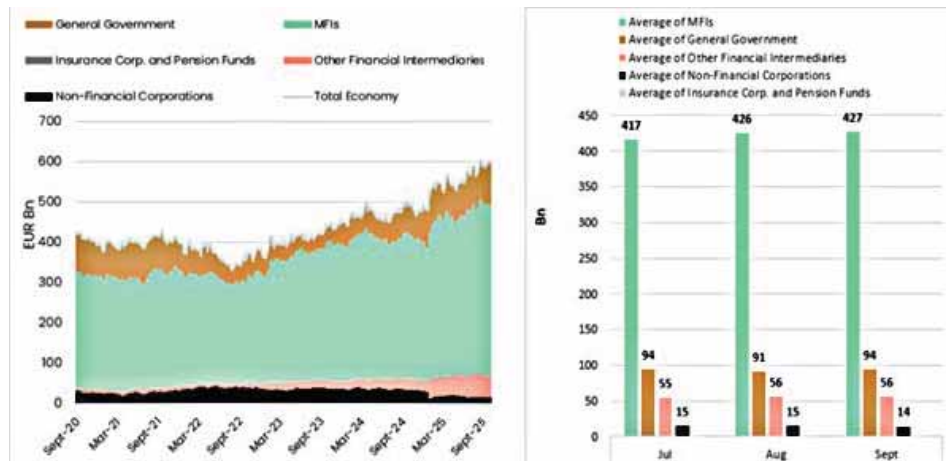 General Government
MFIs
Insurance Corp. and Pension Funds
Other Financial Intermediaries
Non-Financial Corporations
Total Economy
700
600
500
400
300
200
100
0
EUR Bn
Sept-20
Mar-21
Sept-21
Mar-22
Sept-22
Mar-23
Sept-23
Mar-24
Sept-24
Mar-25
Sept-25
Average of MFIs
Average of General Government
Average of Other Financial Intermediaries
Average of Non-Financial Corporations
Average of Insurance Corp. and Pension Funds
450
400
350
300
250
200
150
100
50
0
Bn
417
94
55
15
426
91
56
15
427
94
56
14
Jul
Aug
Sept